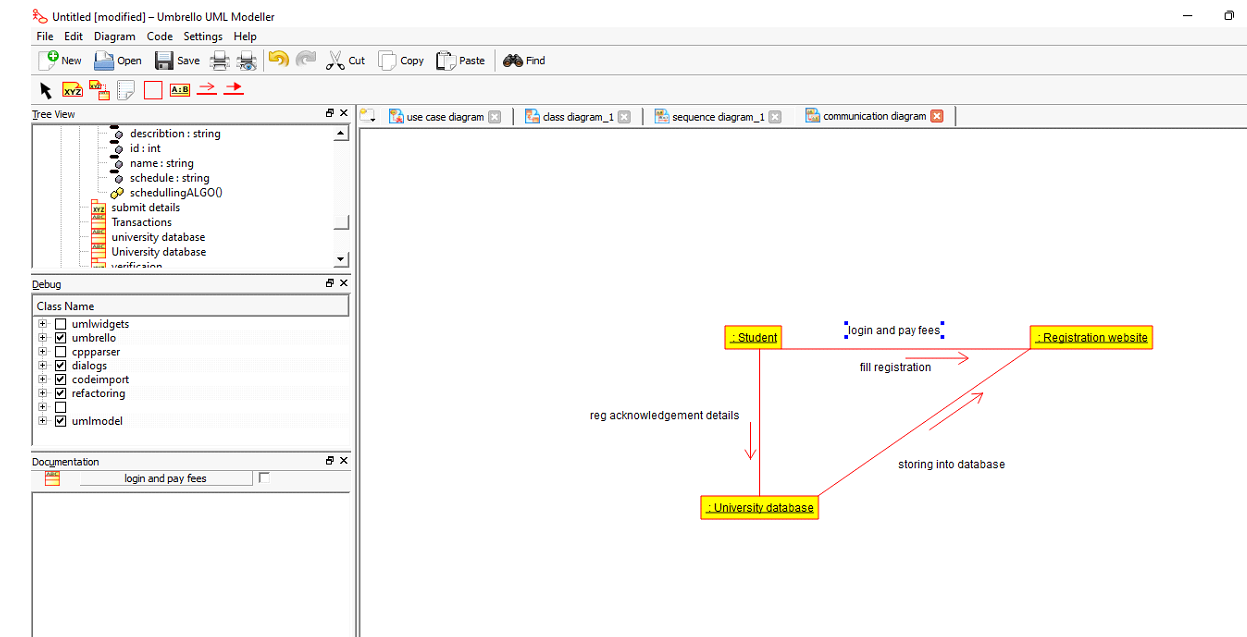 Untitled [modified] – Umbrello UML Modeller
File Edit Diagram Code Settings Help
New Open Save Cut Copy Paste Find
XYZ A:B
Tree View
use case diagram class diagram_1 sequence diagram_1 communication diagram
describtion : string
id : int
name : string
schedule : string
schedullingALGO()
submit details
Transactions
university database
University database
verificaion
Debug
Class Name
umlwidgets
umbrello
cppparser
dialogs
codeimport
refactoring
umlmodel
Documentation
login and pay fees
login and pay fees
: Student
: Registration website
fill registration
reg acknowledgement details
storing into database
: University database